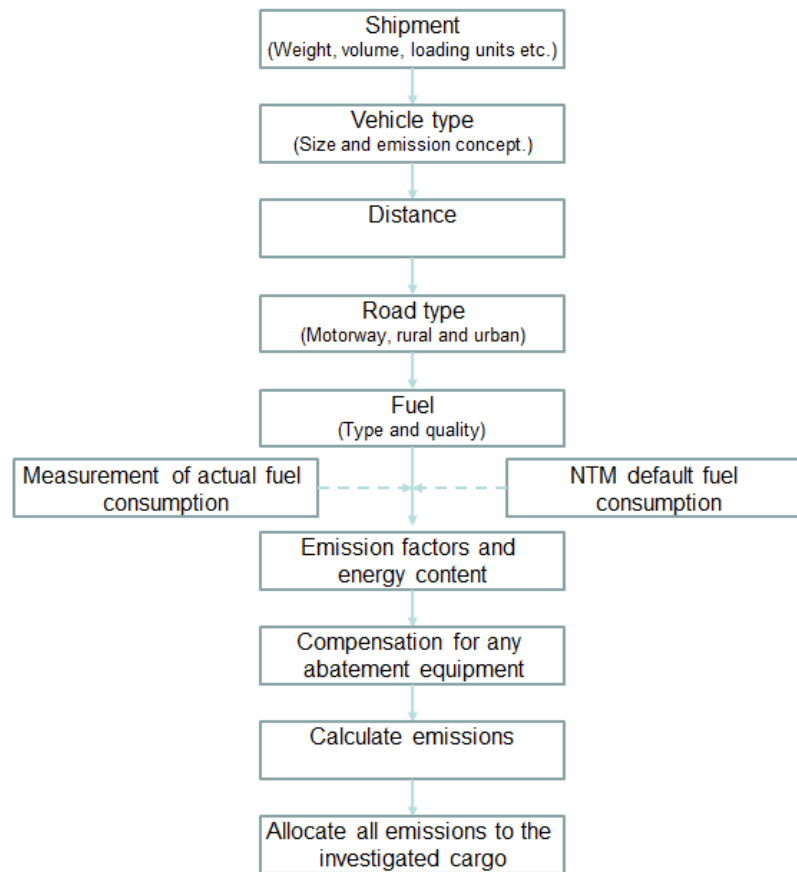 Shipment
(Weight, volume, loading units etc.)
Vehicle type
(Size and emission concept.)
Distance
Road type
(Motorway, rural and urban)
Fuel
(Type and quality)
Measurement of actual fuel
consumption
NTM default fuel
consumption
Emission factors and
energy content
Compensation for any
abatement equipment
Calculate emissions
Allocate all emissions to the
investigated cargo